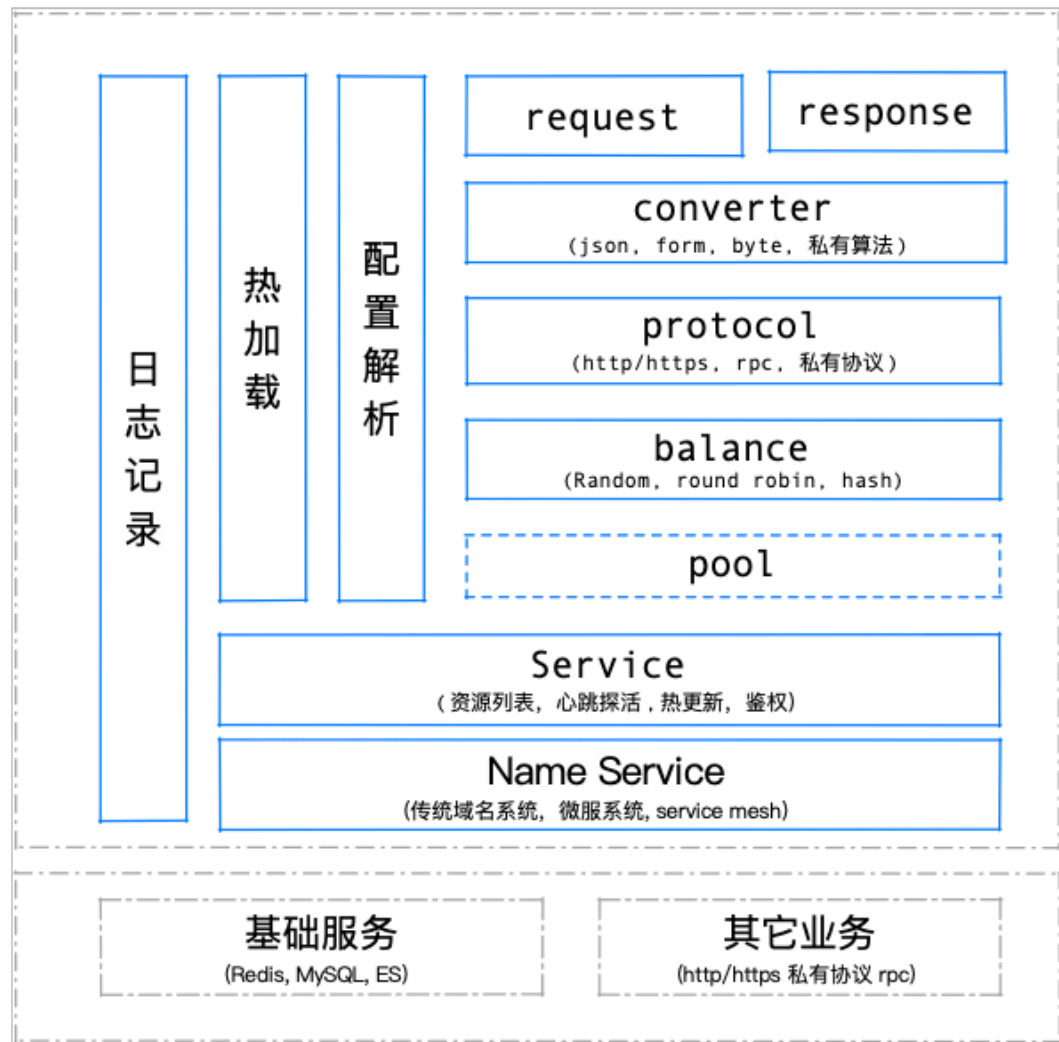 日志记录
热加载
配置解析
request
response
converter
(json, form, byte, 私有算法)
protocol
(http/https, rpc, 私有协议)
balance
(Random, round robin, hash)
pool
Service
(资源列表, 心跳探活,热更新, 鉴权)
Name Service
(传统域名系统, 微服系统, service mesh)
基础服务
(Redis, MySQL, ES)
其它业务
(http/https 私有协议 rpc)